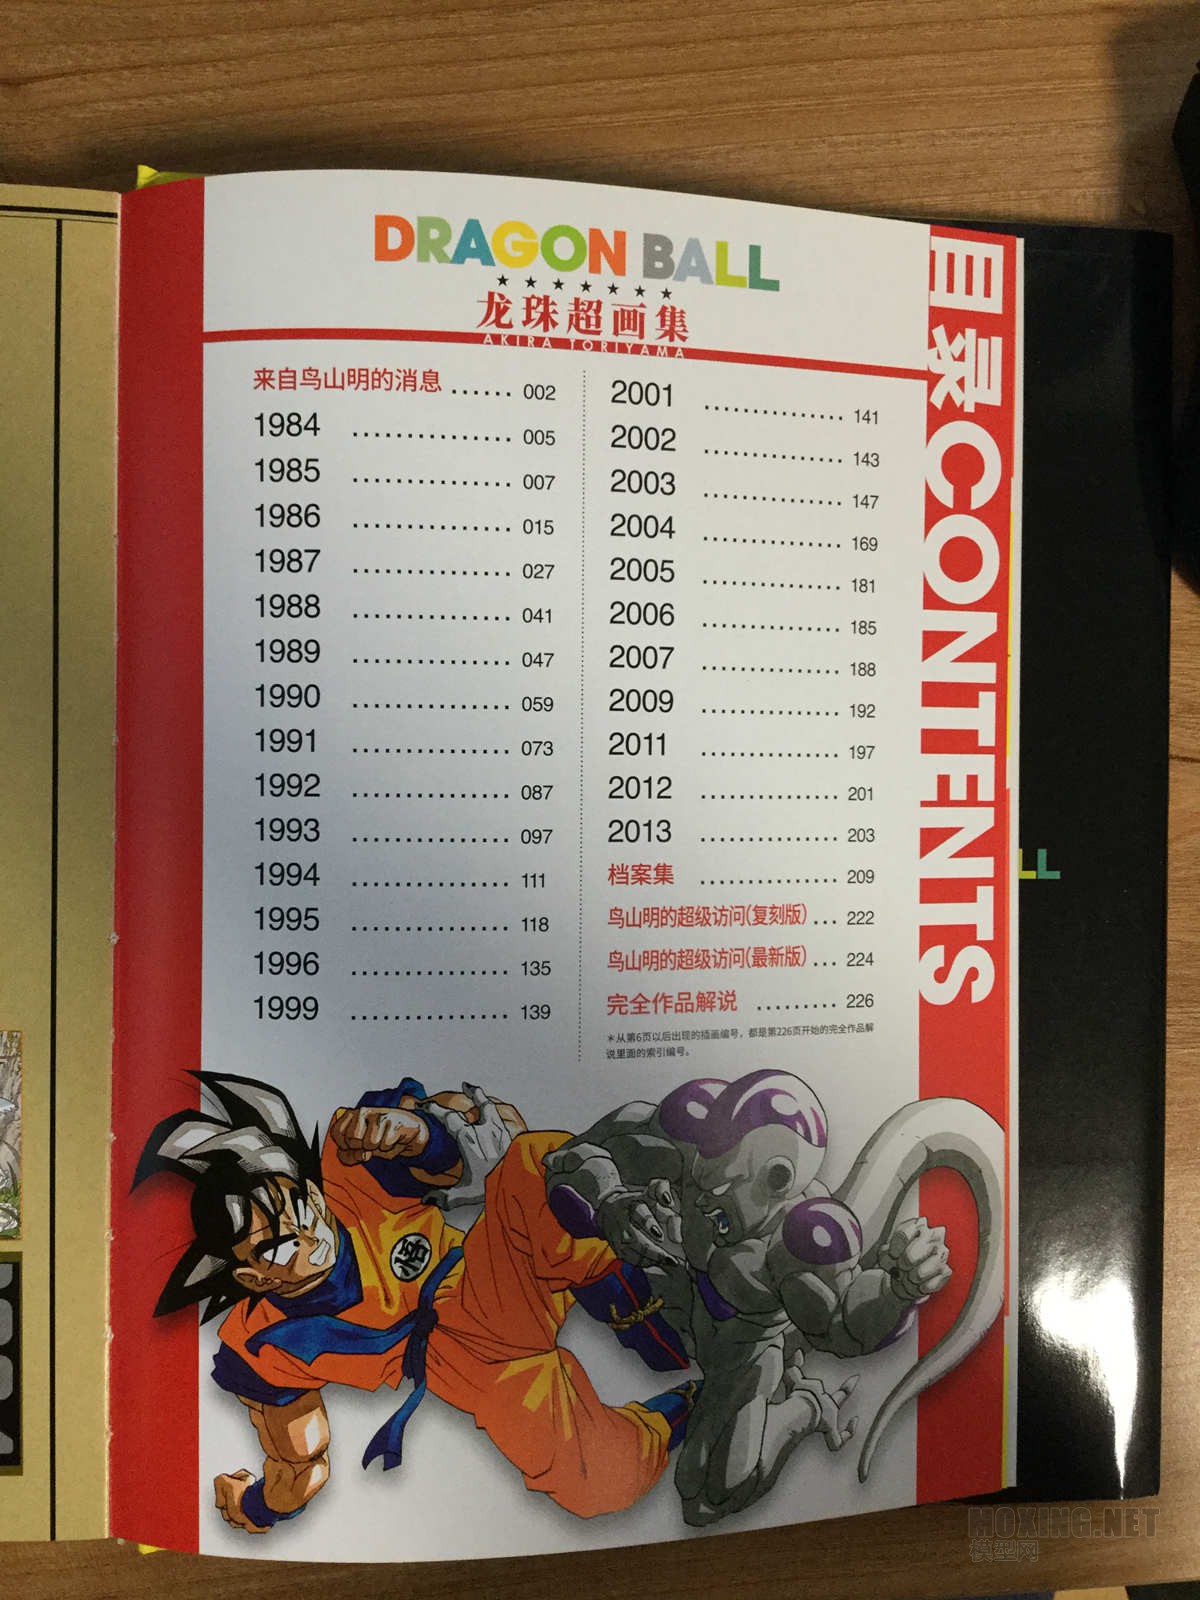 DRAGON BALL
★★★★★★★
龙珠超画集
AKIRA TORIYAMA
目录CONTENTS
来自鸟山明的消息 ...... 002
1984 ............... 005
1985 ............... 007
1986 ............... 015
1987 ............... 027
1988 ............... 041
1989 ............... 047
1990 ............... 059
1991 ............... 073
1992 ............... 087
1993 ............... 097
1994 ............... 111
1995 ............... 118
1996 ............... 135
1999 ............... 139
2001 ............... 141
2002 ............... 143
2003 ............... 147
2004 ............... 169
2005 ............... 181
2006 ............... 185
2007 ............... 188
2009 ............... 192
2011 ............... 197
2012 ............... 201
2013 ............... 203
档案集 ............... 209
鸟山明的超级访问(复刻版) ... 222
鸟山明的超级访问(最新版) ... 224
完全作品解说 ......... 226
*从第6页以后出现的插画编号，都是第226页开始的完全作品解
说里面的索引编号。
悟
LL
MOXING.NET
模型网